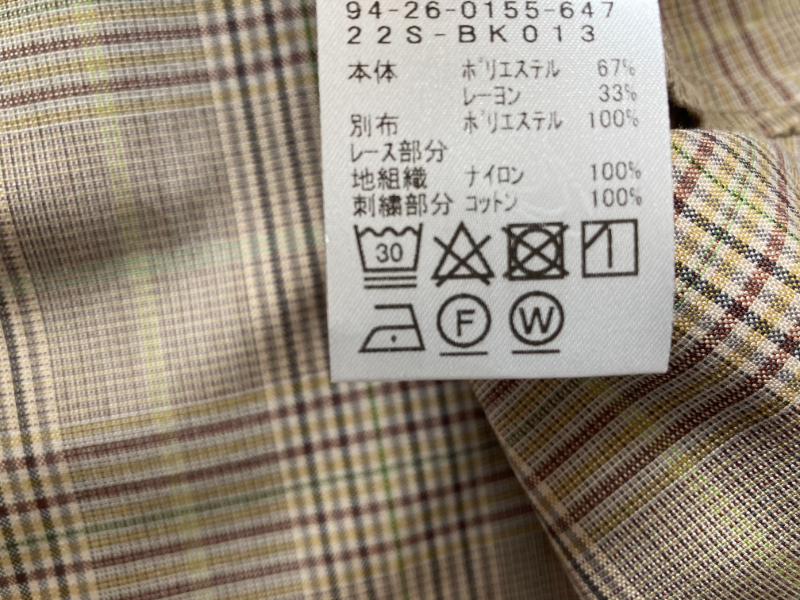 94-26-0155-647
22S-BK013
本体 ポリエステル 67%
レーヨン 33%
別布 ポリエステル 100%
レース部分
地組織 ナイロン 100%
刺繍部分 コットン 100%
30
F W